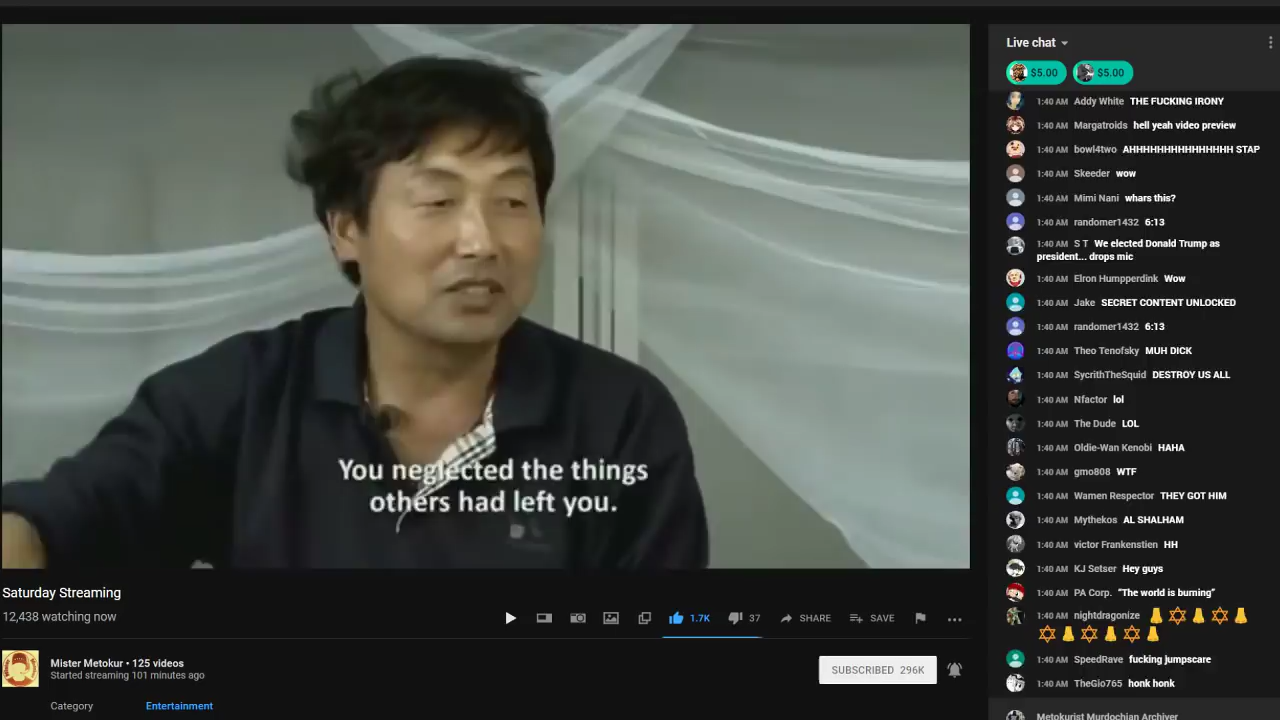 Live chat
$5.00 $5.00
1:40 AM Addy White THE FUCKING IRONY
1:40 AM Margatroids hell yeah video preview
1:40 AM bowl4two AHHHHHHHHHHHHHHH STAP
1:40 AM Skeeder wow
1:40 AM Mimi Nani whars this?
1:40 AM randomer1432 6:13
1:40 AM S T We elected Donald Trump as
president... drops mic
1:40 AM Elron Humpperdink Wow
1:40 AM Jake SECRET CONTENT UNLOCKED
1:40 AM randomer1432 6:13
1:40 AM Theo Tenofsky MUH DICK
1:40 AM SycrithTheSquid DESTROY US ALL
1:40 AM Nfactor lol
1:40 AM The Dude LOL
1:40 AM Oldie-Wan Kenobi HAHA
1:40 AM gmo808 WTF
1:40 AM Wamen Respector THEY GOT HIM
1:40 AM Mythekos AL SHALHAM
1:40 AM victor Frankenstien HH
1:40 AM KJ Setser Hey guys
1:40 AM PA Corp. “The world is burning”
1:40 AM nightdragonize
1:40 AM SpeedRave fucking jumpscare
1:40 AM TheGio765 honk honk
Metokurist Murdochian Archiver
You neglected the things
others had left you.
Saturday Streaming
12,438 watching now
1.7K 37 SHARE SAVE
Mister Metokur • 125 videos
Started streaming 101 minutes ago
SUBSCRIBED 296K
Category Entertainment